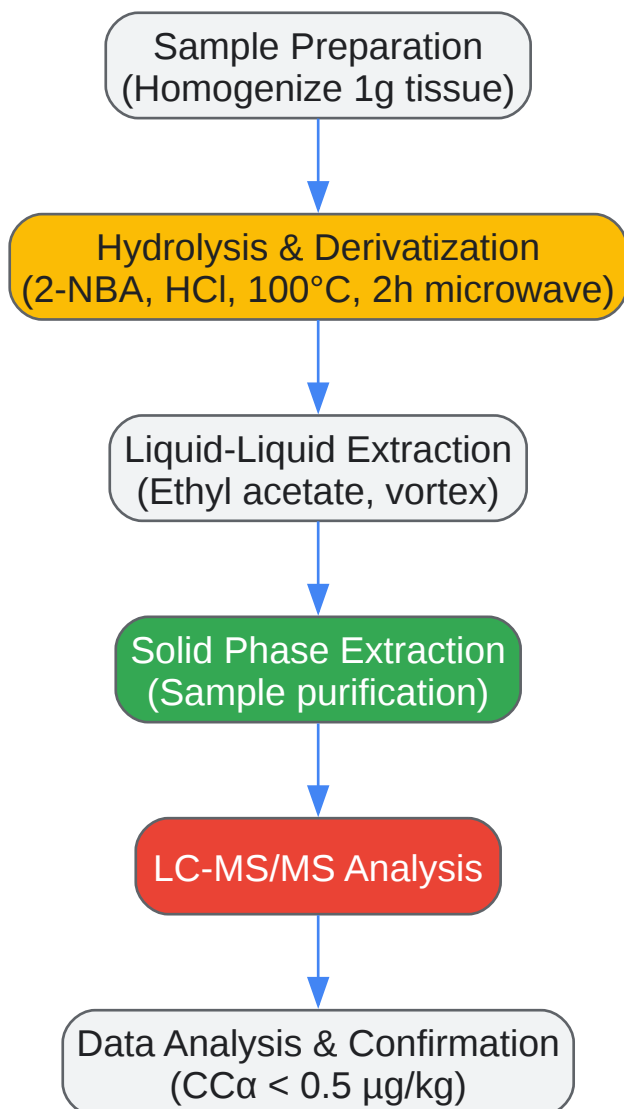 Sample Preparation
(Homogenize 1g tissue)
Hydrolysis & Derivatization
(2-NBA, HCl, 100°C, 2h microwave)
Liquid-Liquid Extraction
(Ethyl acetate, vortex)
Solid Phase Extraction
(Sample purification)
LC-MS/MS Analysis
Data Analysis & Confirmation
(CCα < 0.5 µg/kg)